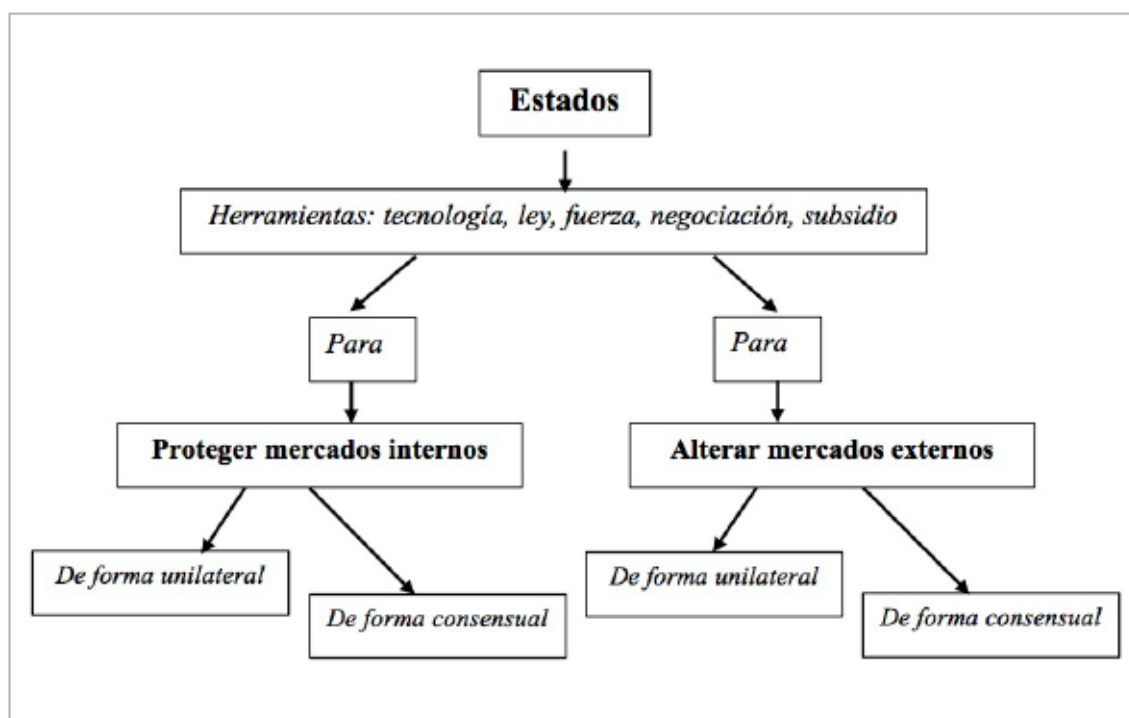 Estados
Herramientas: tecnología, ley, fuerza, negociación, subsidio
Para
Para
Proteger mercados internos
Alterar mercados externos
De forma unilateral
De forma consensual
De forma unilateral
De forma consensual